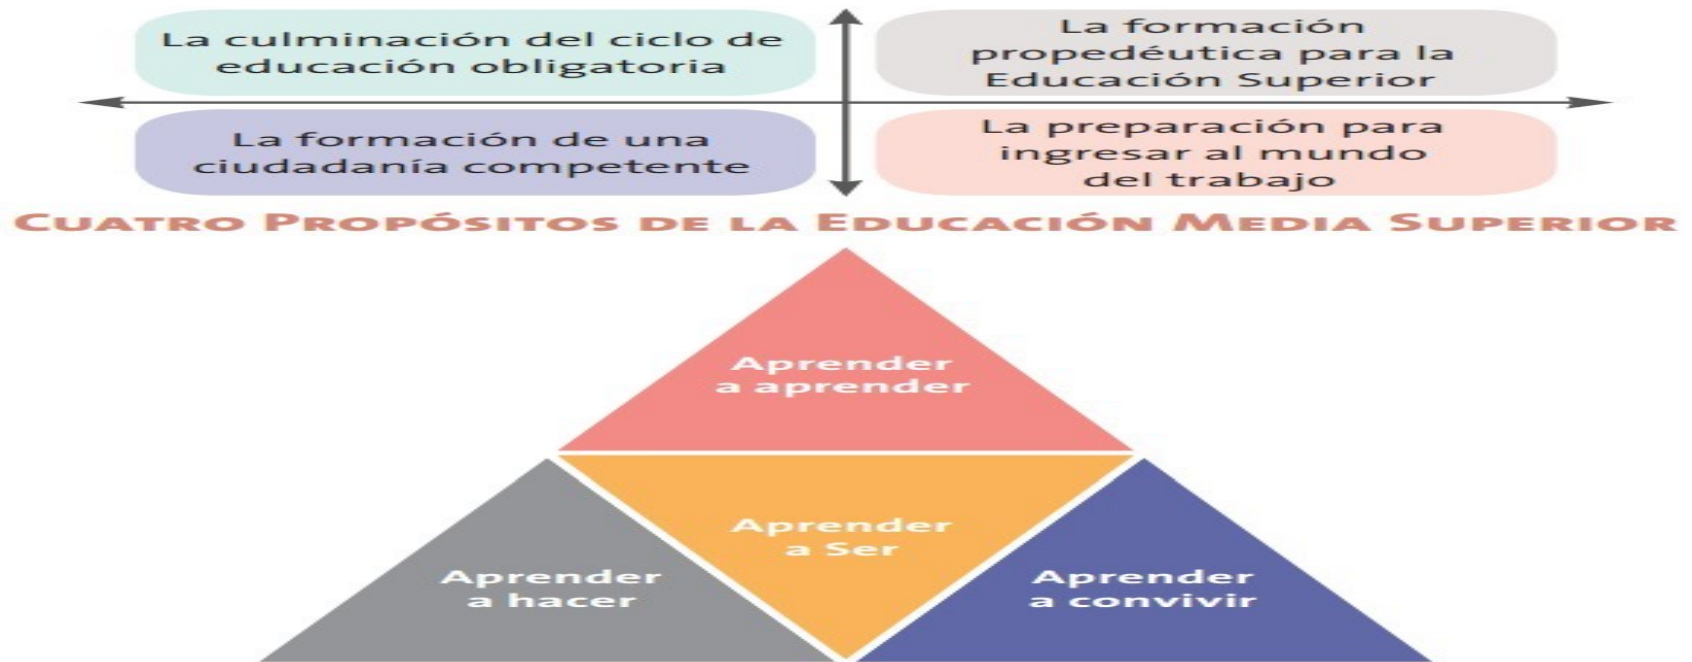 La culminación del ciclo de
educación obligatoria
La formación
propedéutica para la
Educación Superior
La formación de una
ciudadanía competente
La preparación para
ingresar al mundo
del trabajo
CUATRO PROPÓSITOS DE LA EDUCACIÓN MEDIA SUPERIOR
Aprender
a aprender
Aprender
a Ser
Aprender
a hacer
Aprender
a convivir